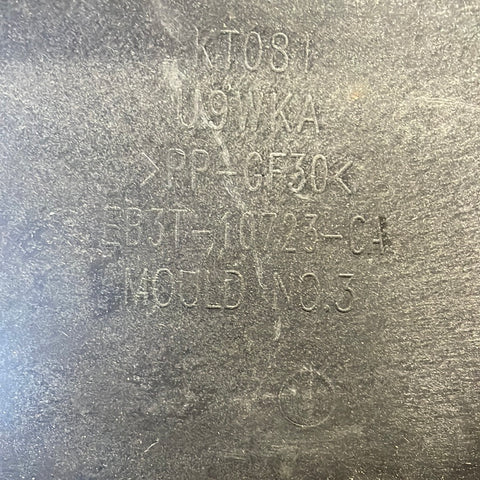 KT081
U9WKA
>PP-GF30<
EB3T-10723-CA
MOULD NO.3